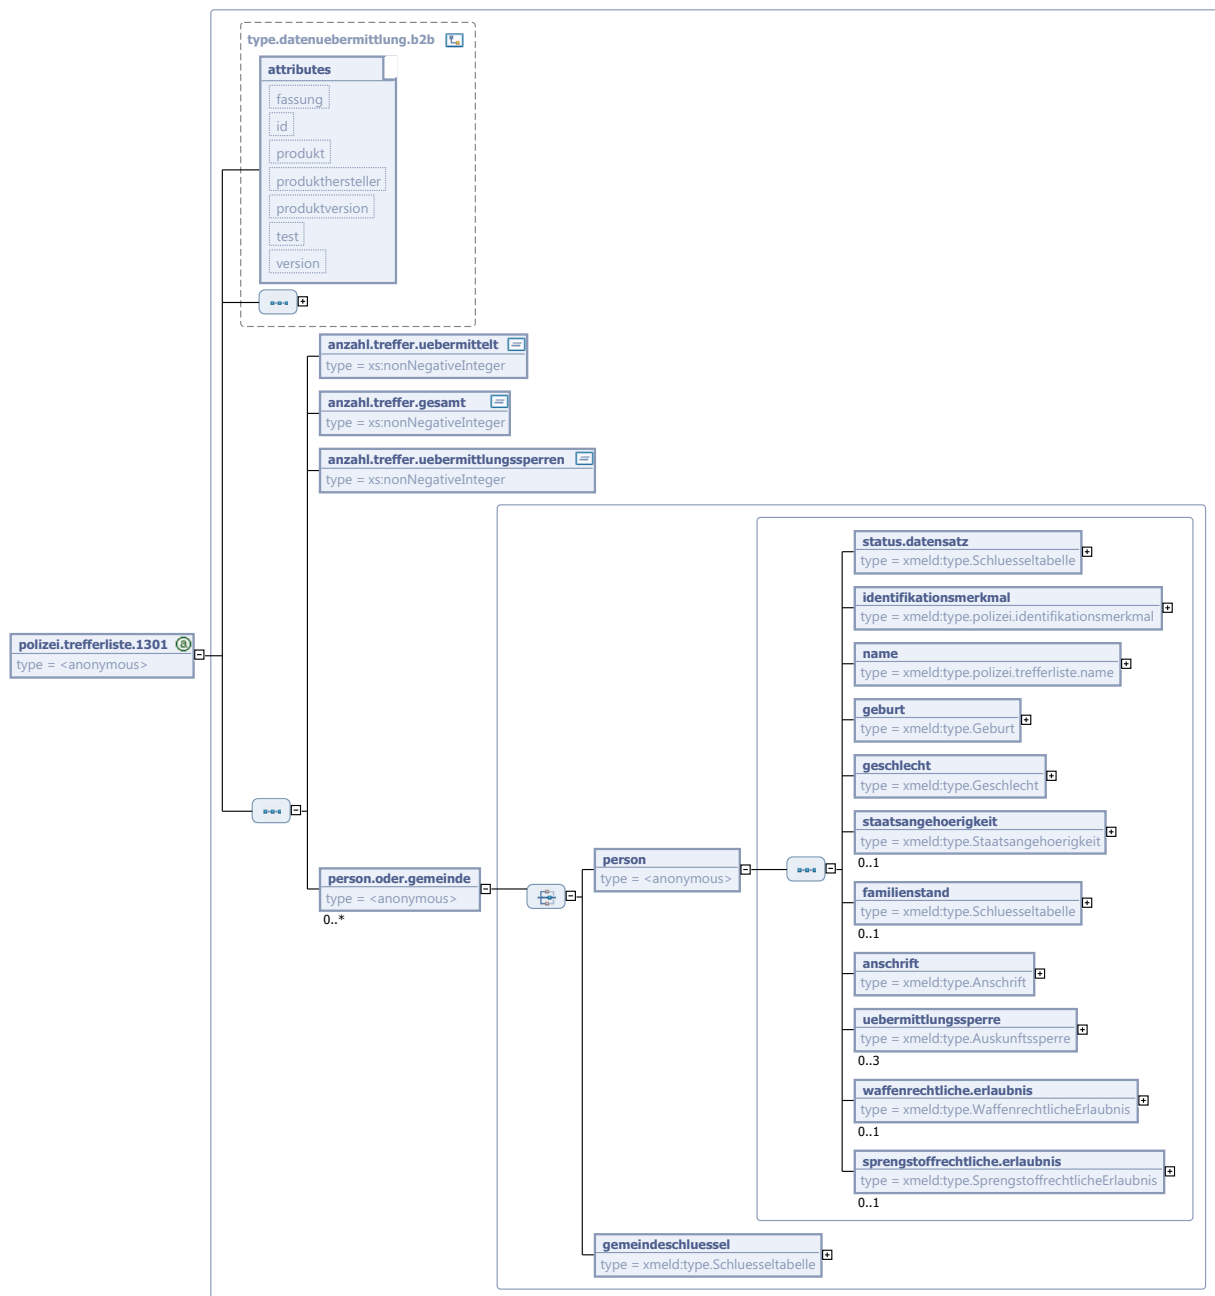 type.datenuebermittlung.b2b
attributes
fassung
id
produkt
produkthersteller
produktversion
test
version
anzahl.treffer.uebermittelt
type = xs:nonNegativeInteger
anzahl.treffer.gesamt
type = xs:nonNegativeInteger
anzahl.treffer.uebermittlungssperren
type = xs:nonNegativeInteger
polizei.trefferliste.1301 a
type = <anonymous>
person.oder.gemeinde
type = <anonymous>
0..*
person
type = <anonymous>
status.datensatz
type = xmeld:type.Schluesseltabelle
identifikationsmerkmal
type = xmeld:type.polizei.identifikationsmerkmal
name
type = xmeld:type.polizei.trefferliste.name
geburt
type = xmeld:type.Geburt
geschlecht
type = xmeld:type.Geschlecht
staatsangehoerigkeit
type = xmeld:type.Staatsangehoerigkeit
0..1
familienstand
type = xmeld:type.Schluesseltabelle
0..1
anschrift
type = xmeld:type.Anschrift
uebermittlungssperre
type = xmeld:type.Auskunftssperre
0..3
waffenrechtliche.erlaubnis
type = xmeld:type.WaffenrechtlicheErlaubnis
0..1
sprengstoffrechtliche.erlaubnis
type = xmeld:type.SprengstoffrechtlicheErlaubnis
0..1
gemeindeschluessel
type = xmeld:type.Schluesseltabelle